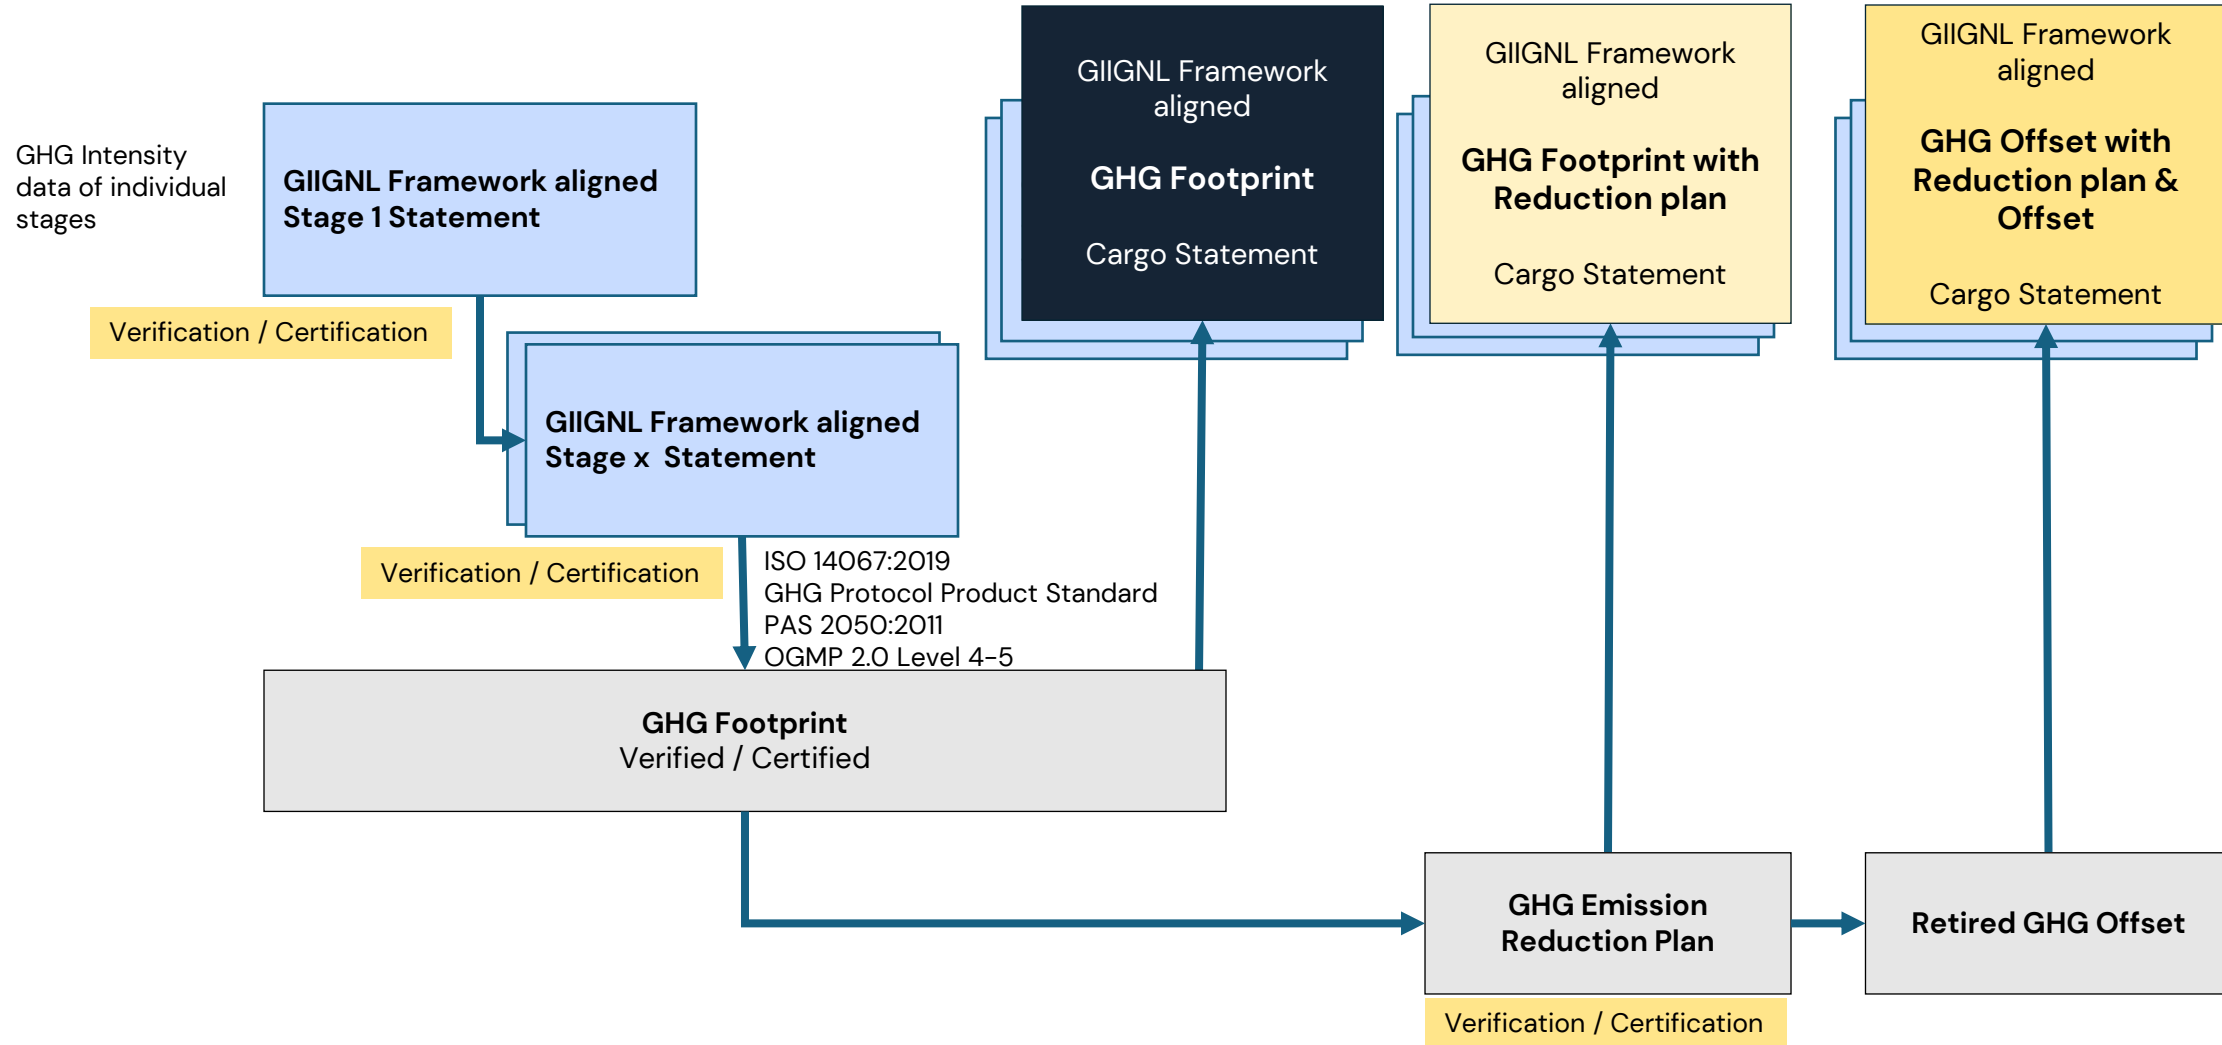 GHG Intensity
data of individual
stages
GIIGNL Framework aligned
Stage 1 Statement
Verification / Certification
GIIGNL Framework aligned
Stage x Statement
Verification / Certification
ISO 14067:2019
GHG Protocol Product Standard
PAS 2050:2011
OGMP 2.0 Level 4-5
GHG Footprint
Verified / Certified
GIIGNL Framework
aligned
GHG Footprint
Cargo Statement
GIIGNL Framework
aligned
GHG Footprint with
Reduction plan
Cargo Statement
GIIGNL Framework
aligned
GHG Offset with
Reduction plan &
Offset
Cargo Statement
GHG Emission
Reduction Plan
Verification / Certification
Retired GHG Offset